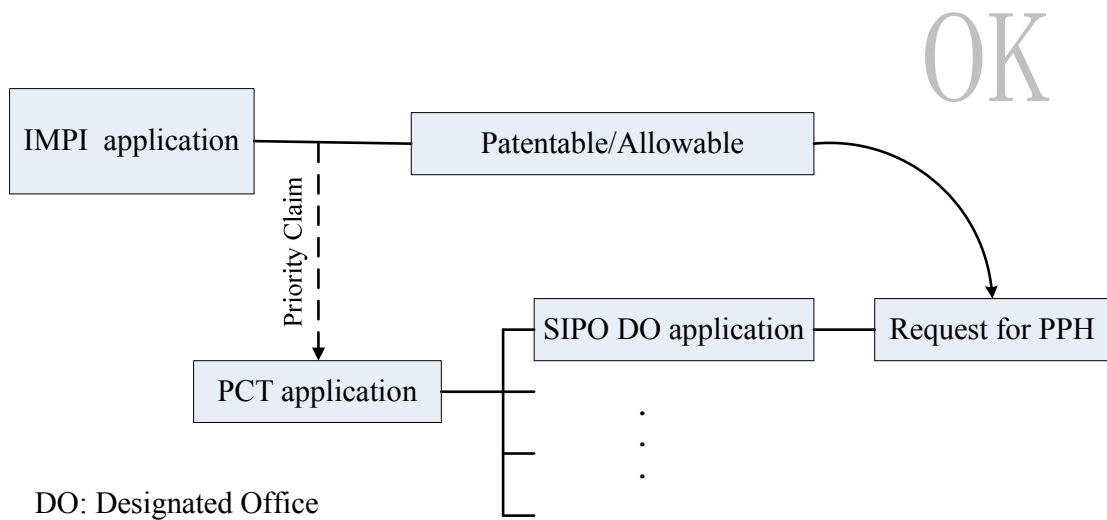 OK
IMPI application
Patentable/Allowable
Priority Claim
SIPO DO application
Request for PPH
PCT application
DO: Designated Office